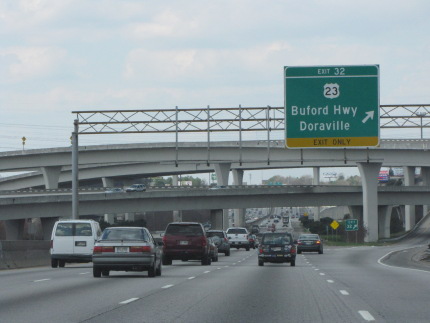 EXIT 32
23
Buford Hwy
Doraville
EXIT ONLY